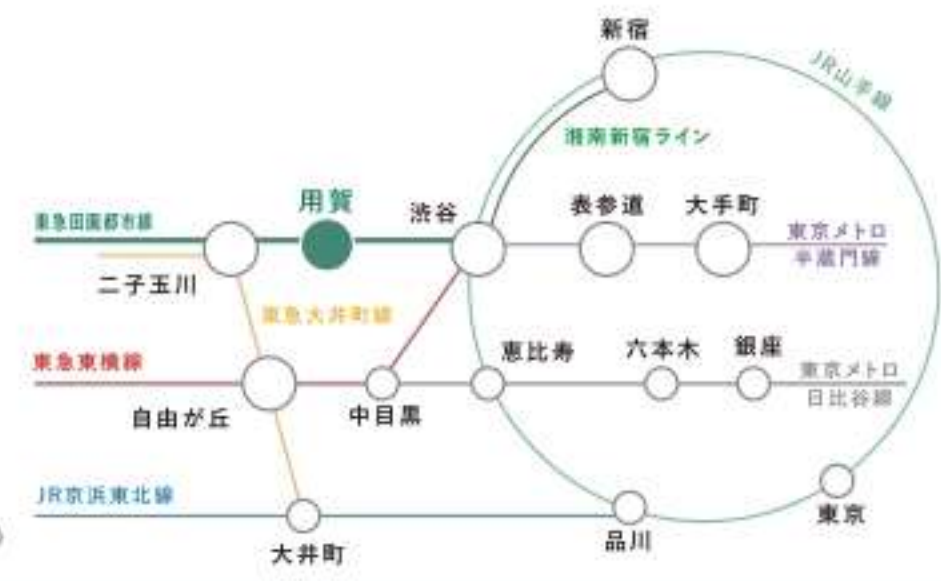 新宿
JR山手線
湘南新宿ライン
用賀
渋谷
表参道
大手町
東急田園都市線
東京メトロ
半蔵門線
二子玉川
東急大井町線
恵比寿
六本木
銀座
東急東横線
東京メトロ
日比谷線
自由が丘
中目黒
JR京浜東北線
大井町
品川
東京